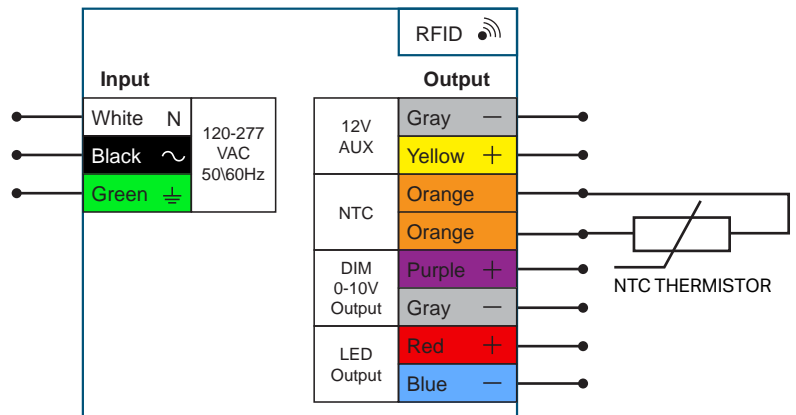 RFID
Input
Output
White N
Black
Green
120-277
VAC
50\60Hz
12V
AUX
Gray —
Yellow +
NTC
Orange
Orange
DIM
0-10V
Output
Purple +
Gray —
LED
Output
Red +
Blue —
NTC THERMISTOR